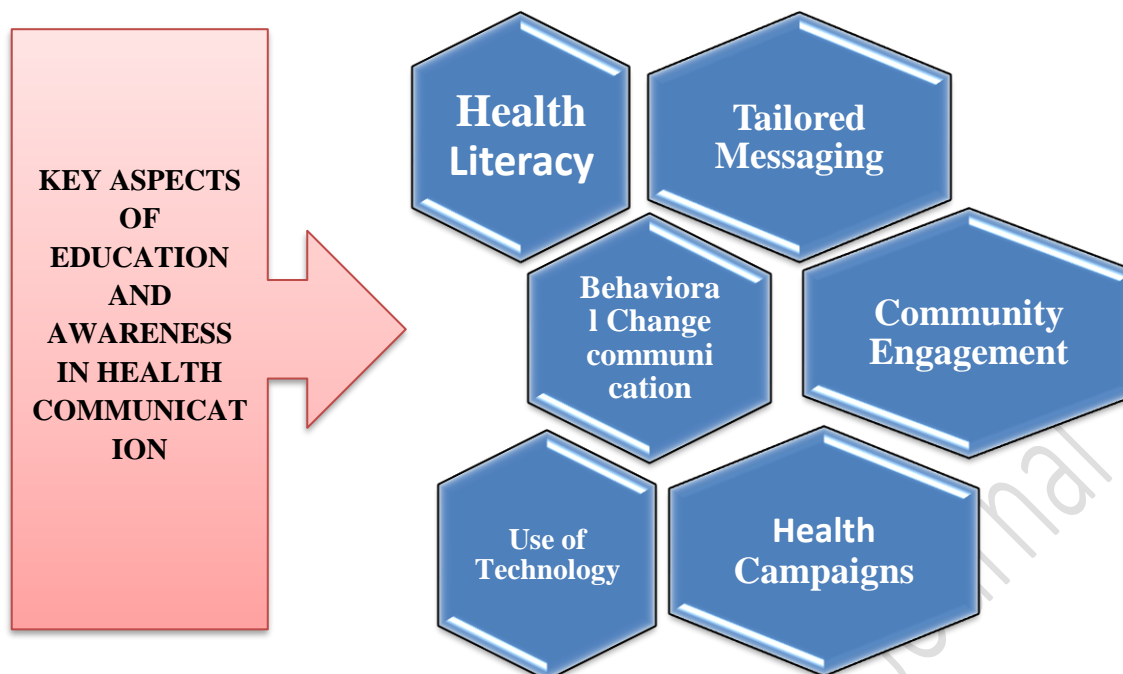 KEY ASPECTS
OF
EDUCATION
AND
AWARENESS
IN HEALTH
COMMUNICAT
ION
Health
Literacy
Tailored
Messaging
Behaviora
l Change
communi
cation
Community
Engagement
Use of
Technology
Health
Campaigns